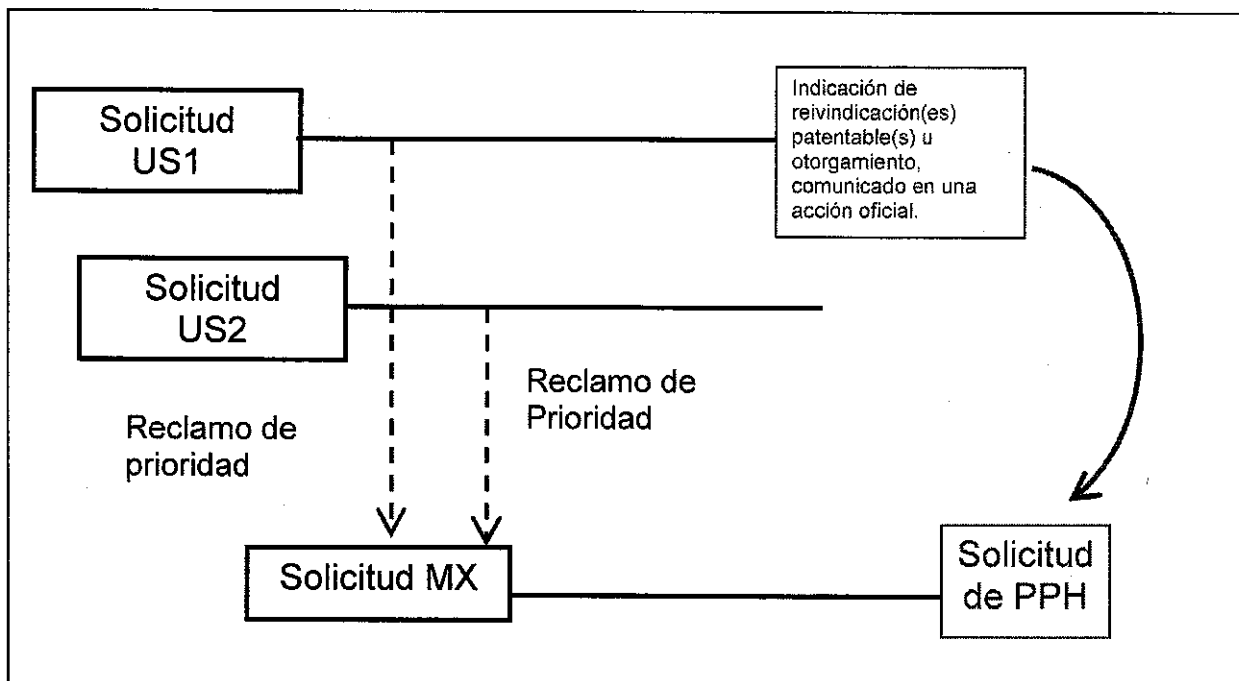 Solicitud
US1
Indicación de
reivindicación(es)
patentable(s) u
otorgamiento,
comunicado en una
acción oficial.
Solicitud
US2
Reclamo de
prioridad
Reclamo de
Prioridad
Solicitud MX
Solicitud
de PPH